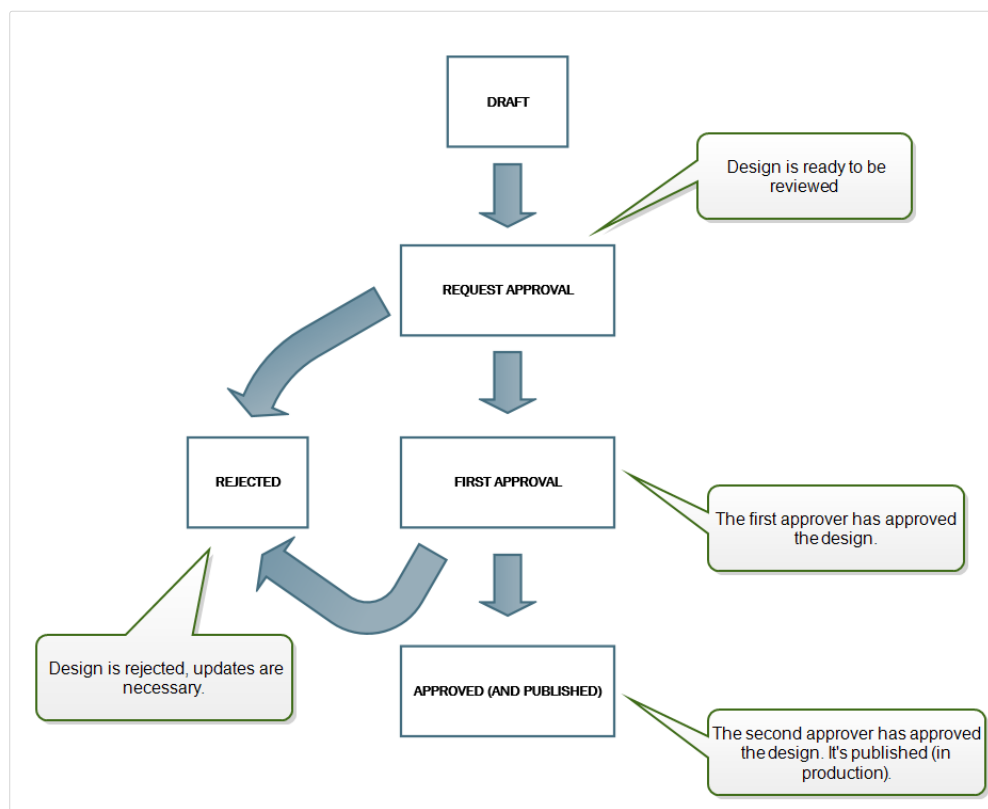 DRAFT
Design is ready to be
reviewed
REQUEST APPROVAL
REJECTED
FIRST APPROVAL
The first approver has approved
the design.
Design is rejected, updates are
necessary.
APPROVED (AND PUBLISHED)
The second approver has approved
the design. It's published (in
production).